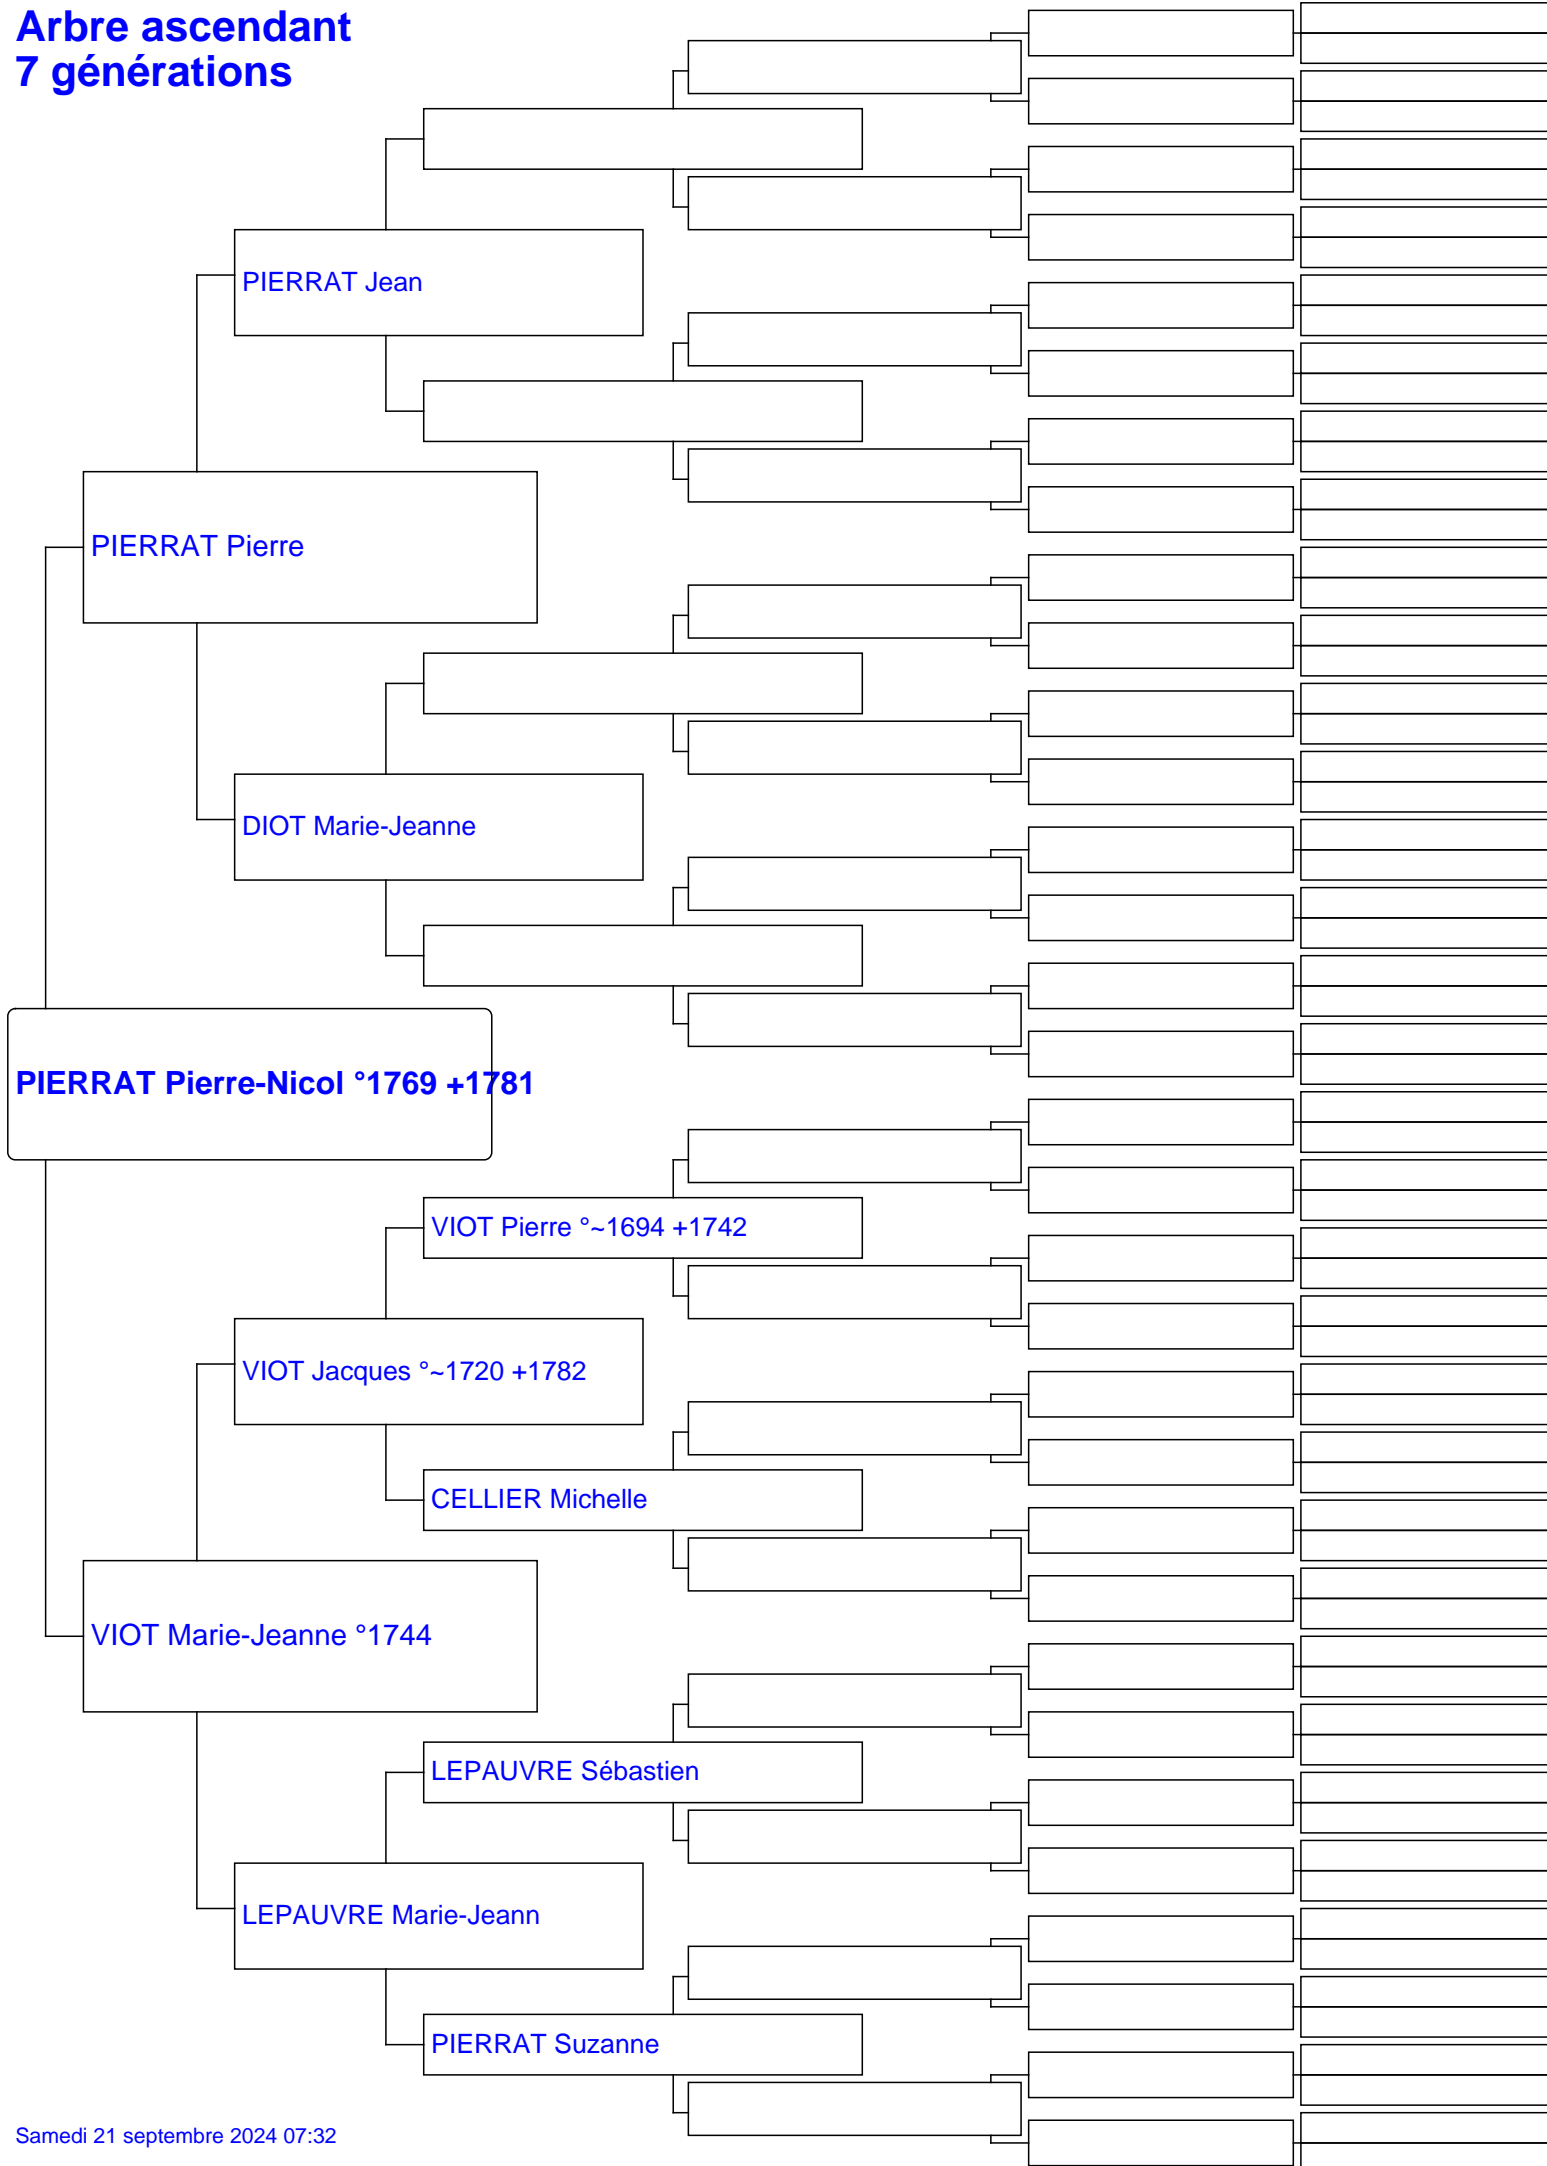 Arbre ascendant
7 générations
PIERRAT Jean
PIERRAT Pierre
DIOT Marie-Jeanne
PIERRAT Pierre-Nicol °1769 +1781
VIOT Pierre °~1694 +1742
VIOT Jacques °~1720 +1782
CELLIER Michelle
VIOT Marie-Jeanne °1744
LEPAUVRE Sébastien
LEPAUVRE Marie-Jeann
PIERRAT Suzanne
Samedi 21 septembre 2024 07:32